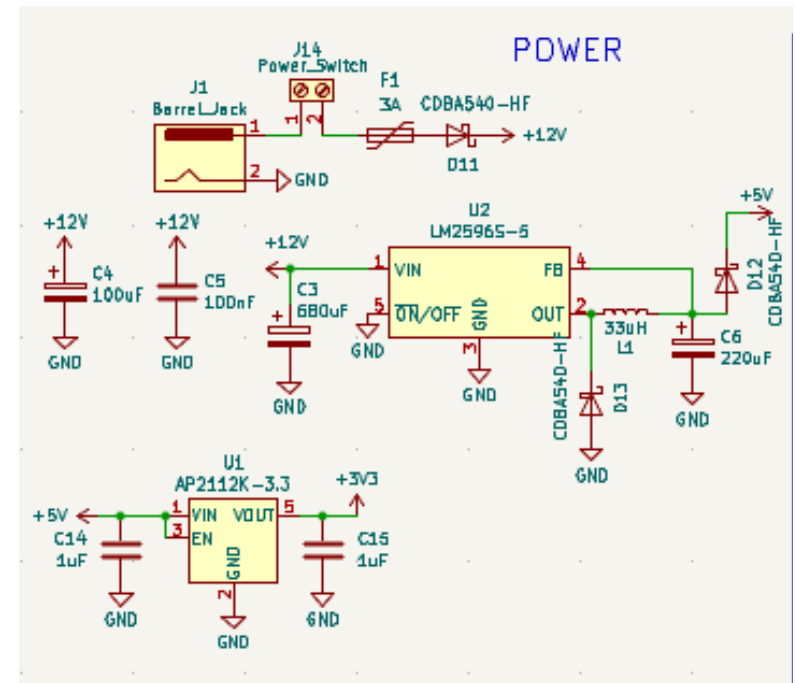 POWER
J14
Power_Switch
J1
Barrel_Jack
1
2
1
2
GND
F1
3A
CDBA540-HF
D11
+12V
+12V
C4
100uF
GND
+12V
C5
100nF
GND
+12V
C3
680uF
GND
U2
LM2596S-5
1
VIN
5
ON/OFF
GND
GND
3
GND
FB
4
OUT
2
33uH
L1
CDBA540-HF
D13
GND
+5V
D12
CDBA540-HF
C6
220uF
GND
U1
AP2112K-3.3
+5V
C14
1uF
GND
1
VIN
3
EN
VOUT
5
GND
2
GND
+3V3
C15
1uF
GND